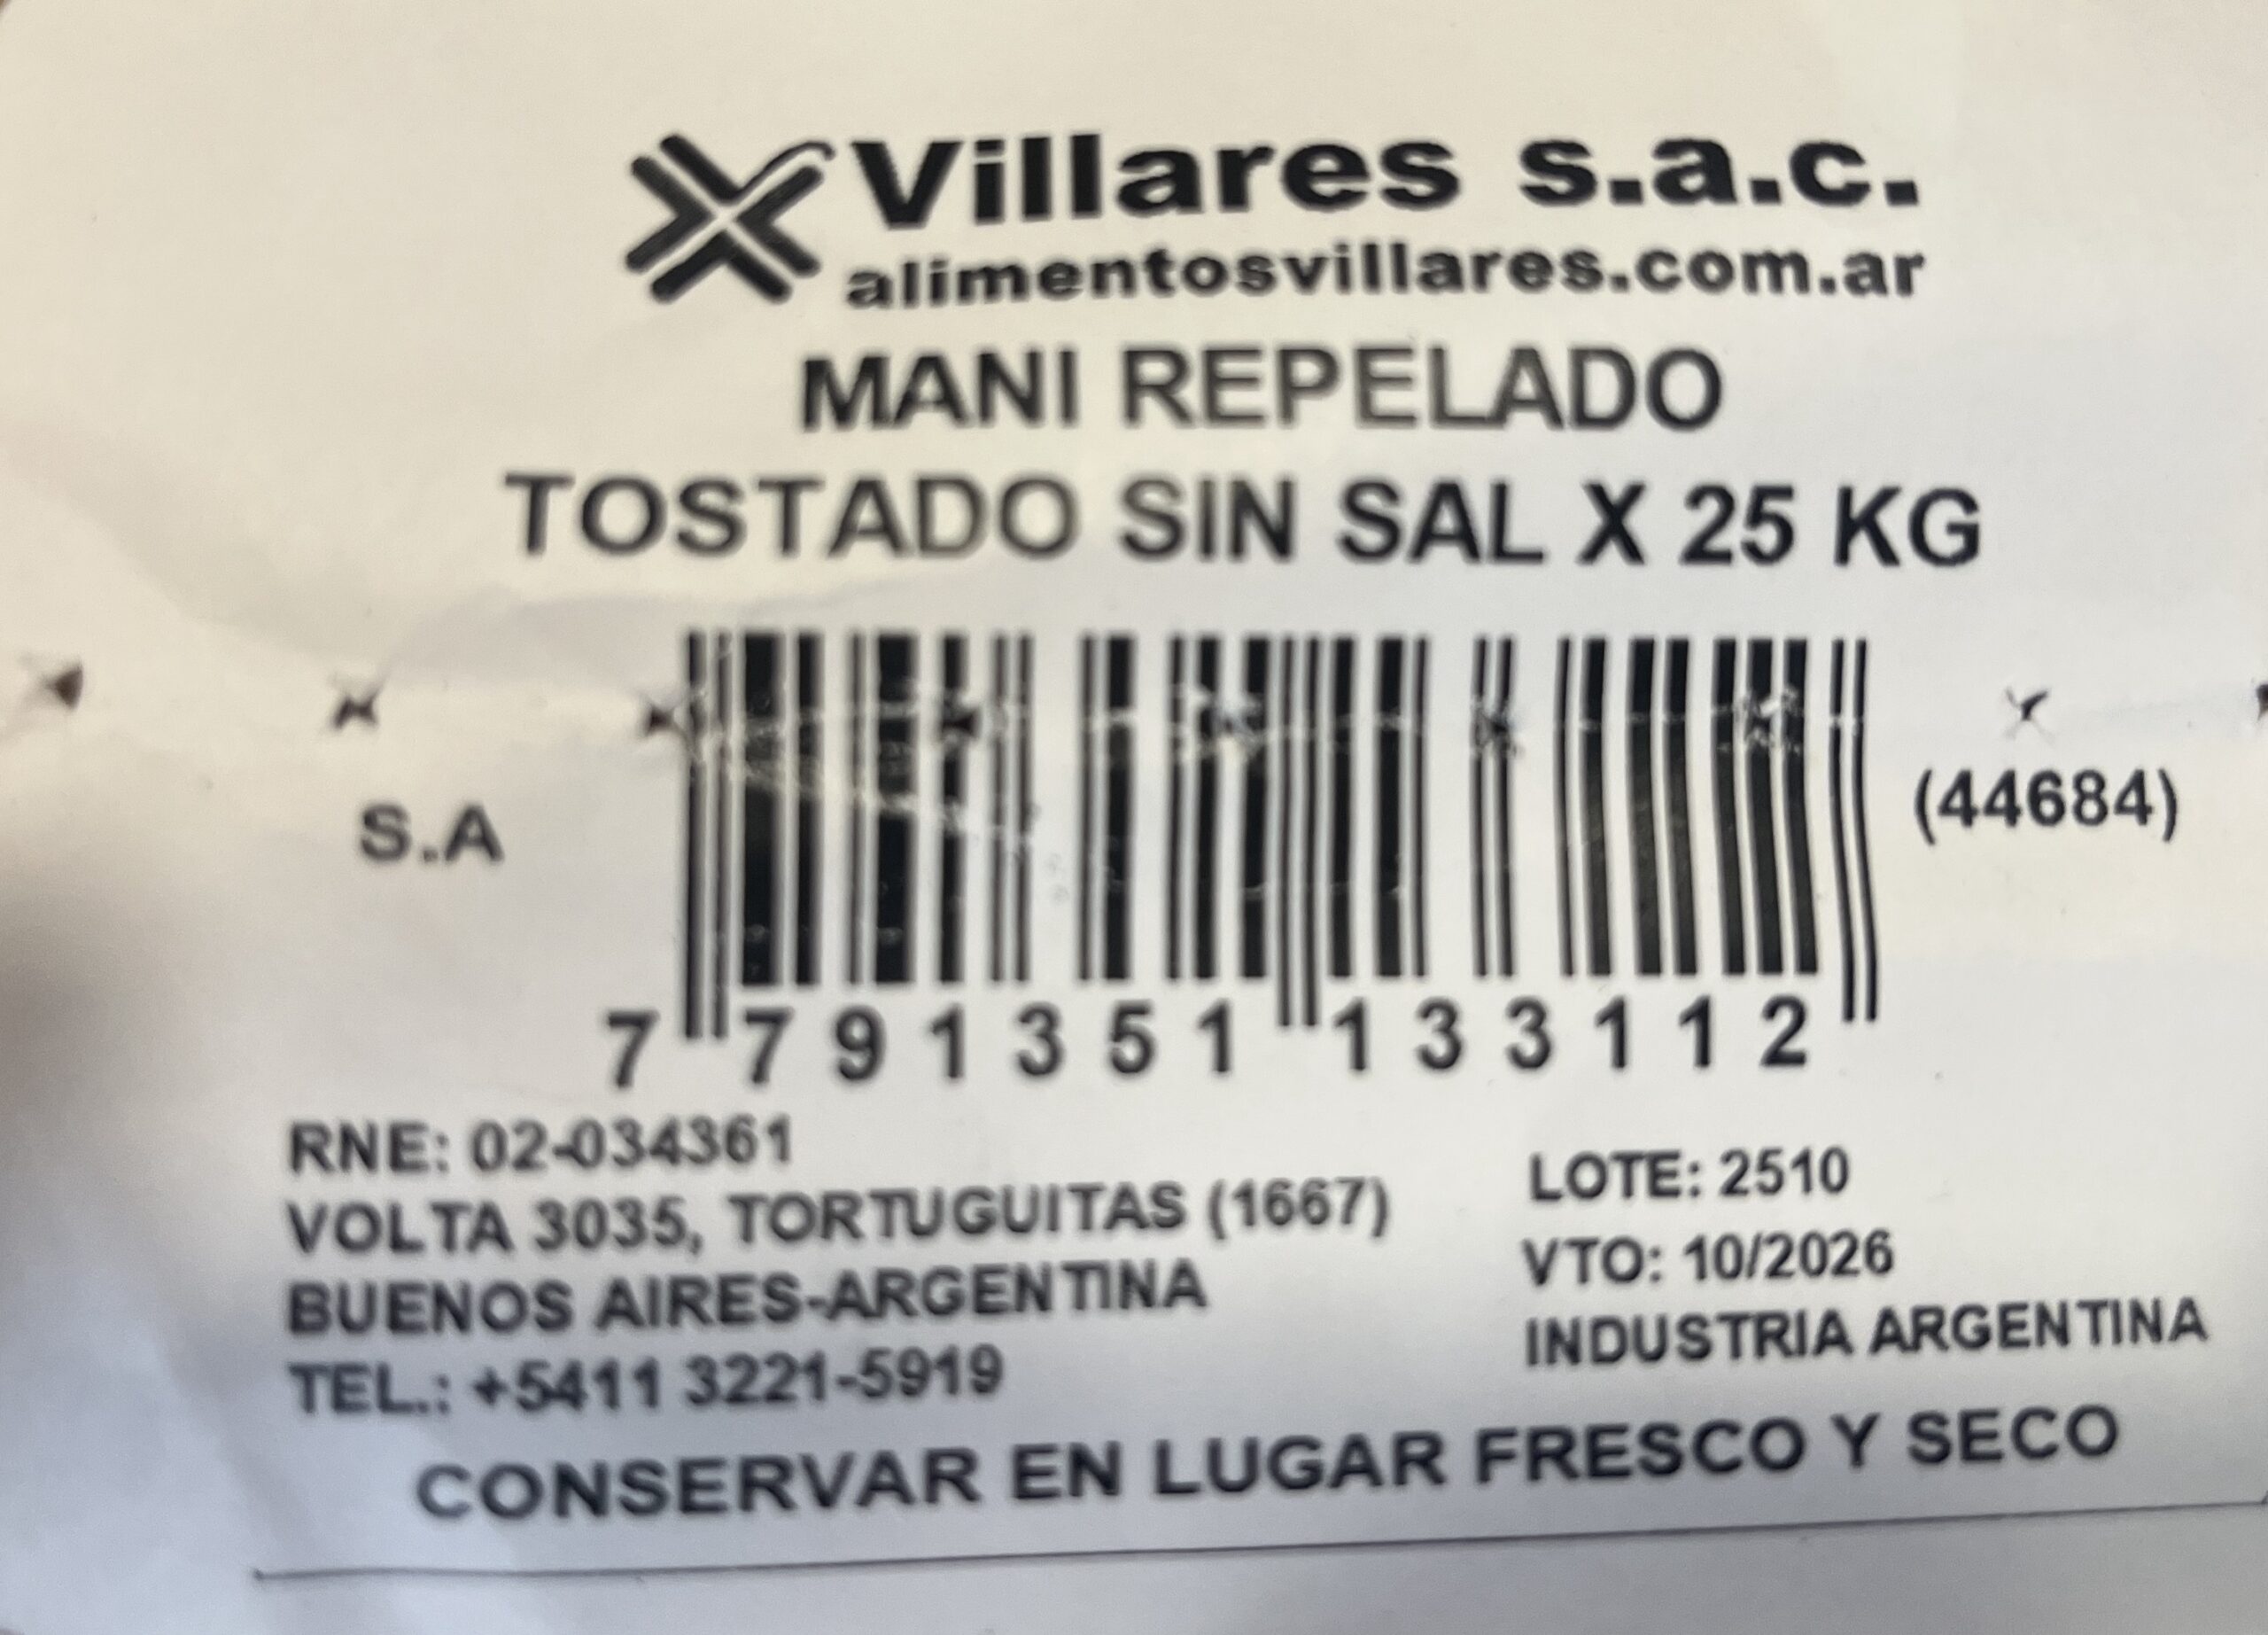 Villares s.a.c.
alimentosvillares.com.ar
MANI REPELADO
TOSTADO SIN SAL X 25 KG
S.A
(44684)
7 791351 133112
RNE: 02-034361
VOLTA 3035, TORTUGUITAS (1667)
BUENOS AIRES-ARGENTINA
TEL.: +5411 3221-5919
LOTE: 2510
VTO: 10/2026
INDUSTRIA ARGENTINA
CONSERVAR EN LUGAR FRESCO Y SECO